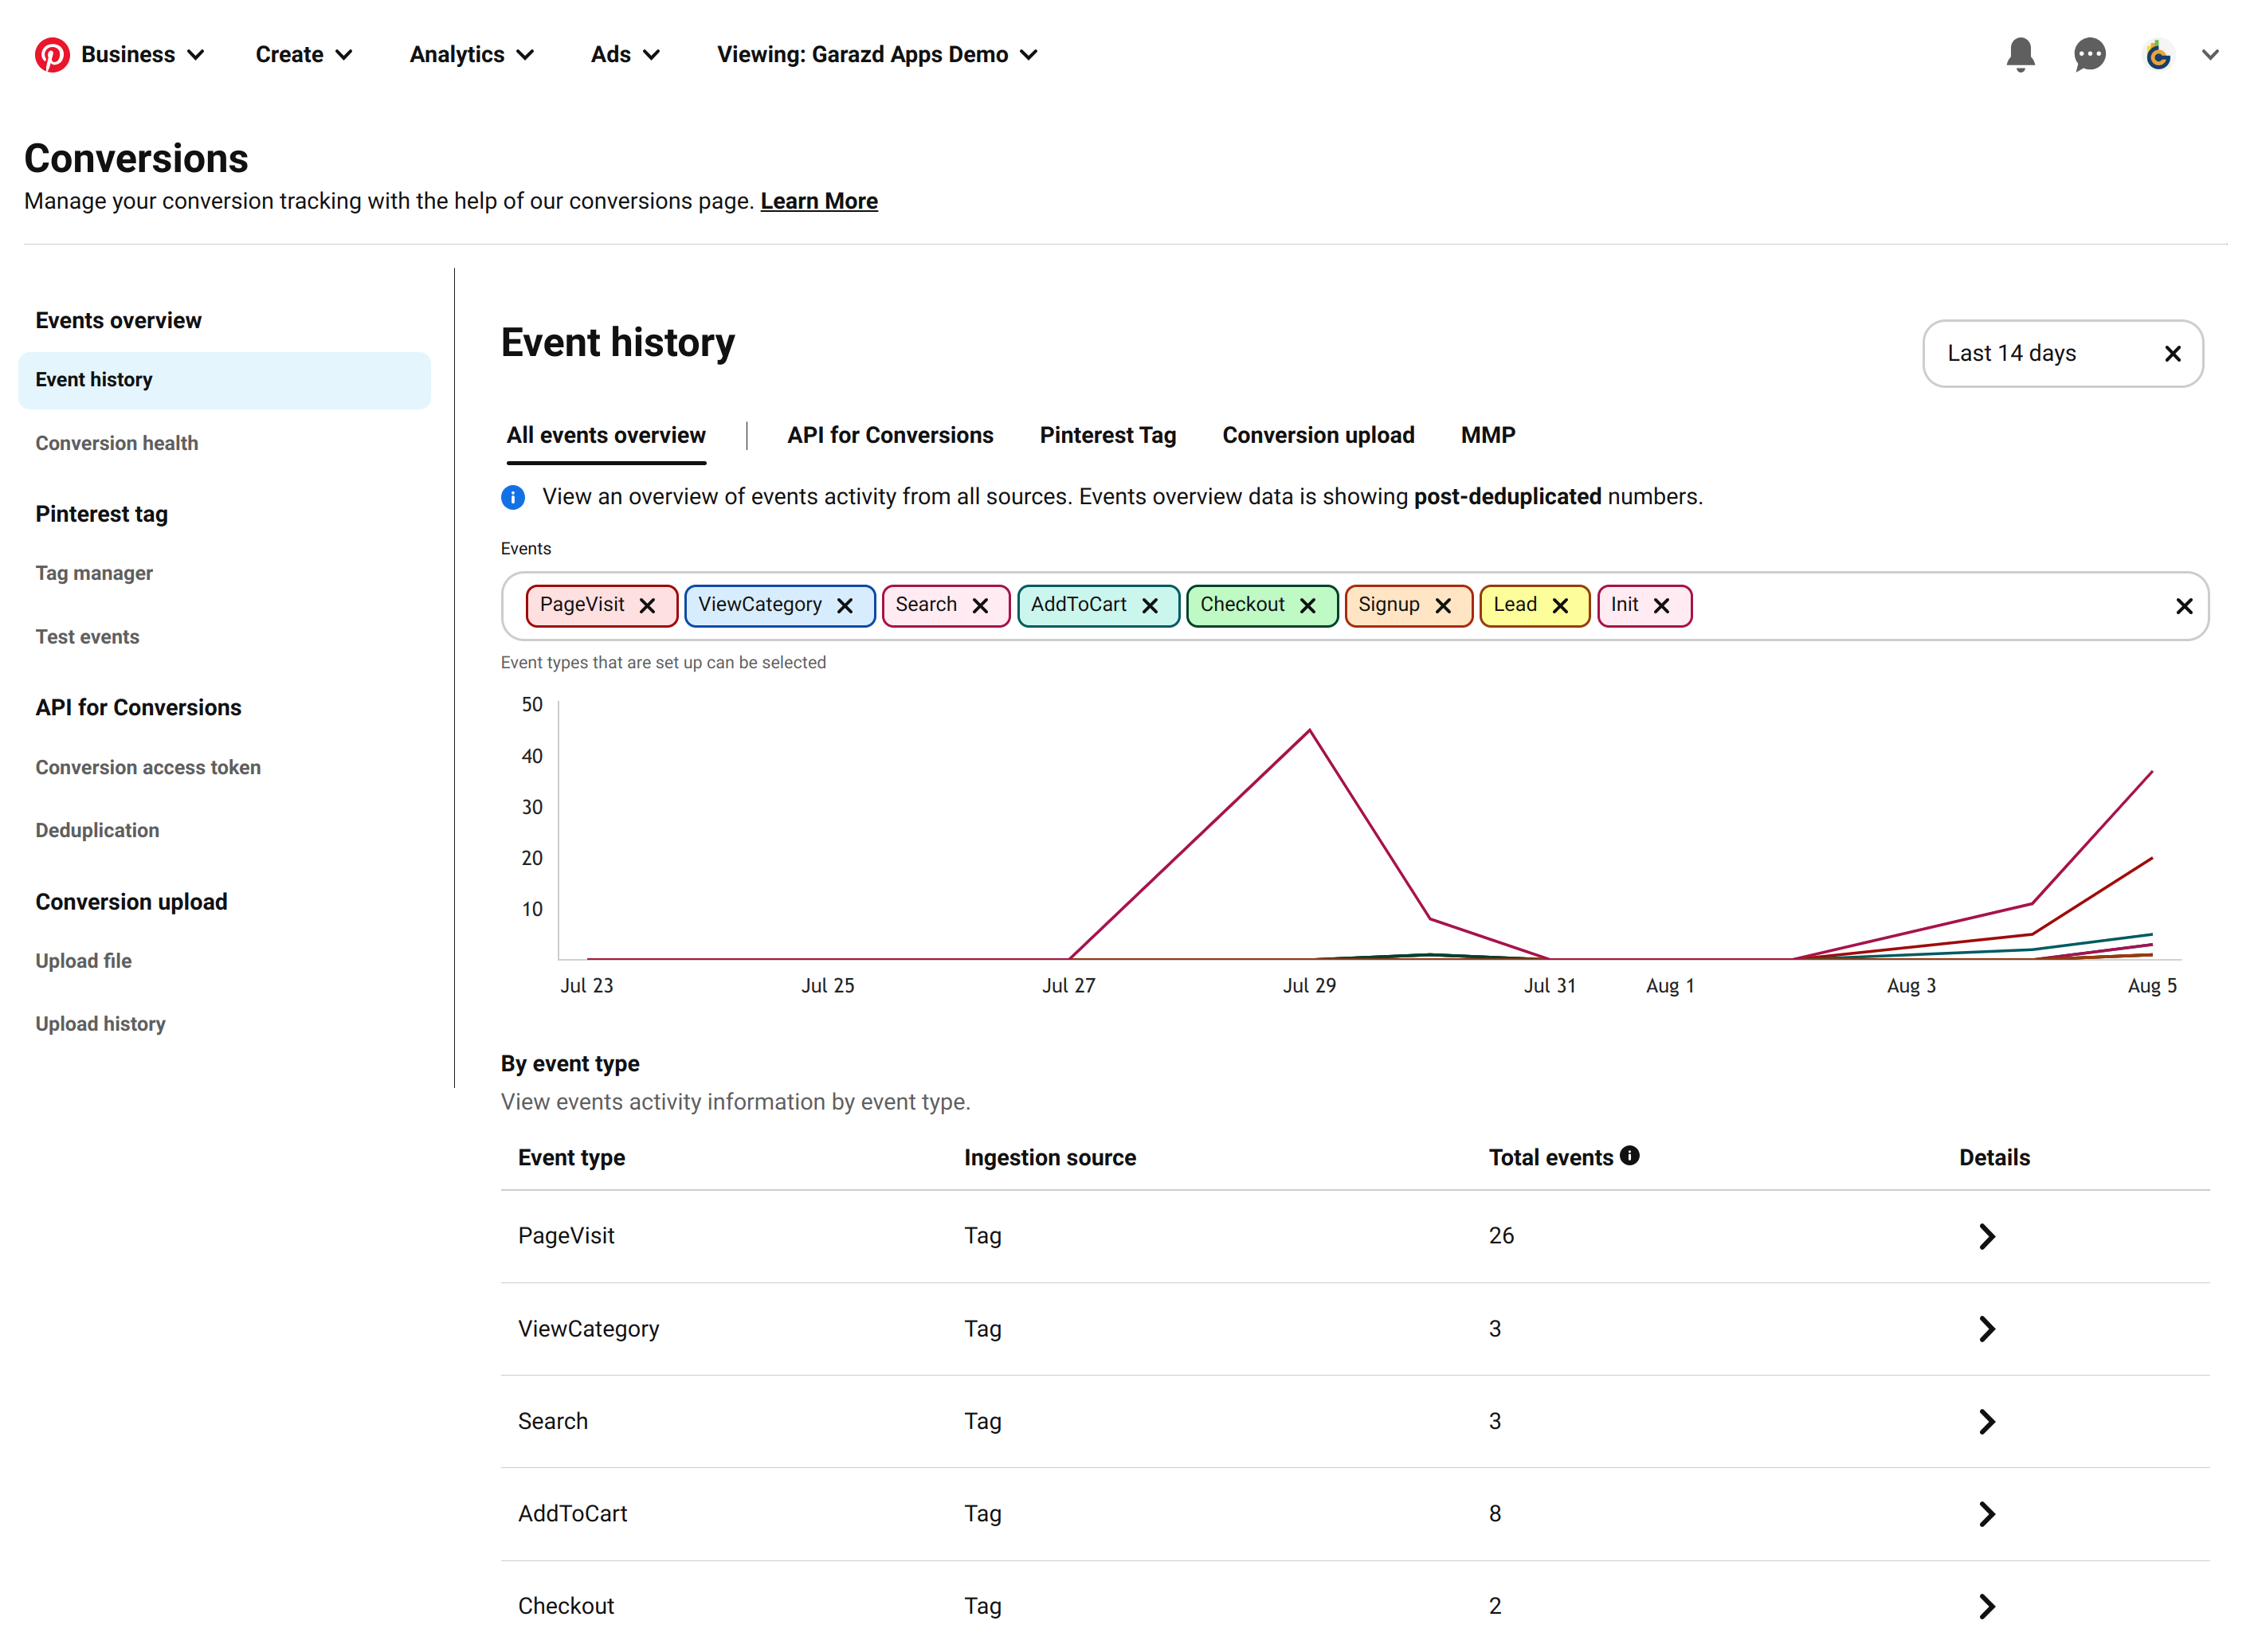 Business Create Analytics Ads Viewing: Garazd Apps Demo
Conversions
Manage your conversion tracking with the help of our conversions page. Learn More
Events overview
Event history
Conversion health
Pinterest tag
Tag manager
Test events
API for Conversions
Conversion access token
Deduplication
Conversion upload
Upload file
Upload history
Event history
Last 14 days
All events overview | API for Conversions Pinterest Tag Conversion upload MMP
View an overview of events activity from all sources. Events overview data is showing post-deduplicated numbers.
Events
PageVisit ViewCategory Search AddToCart Checkout Signup Lead Init
Event types that are set up can be selected
50
40
30
20
10
Jul 23 Jul 25 Jul 27 Jul 29 Jul 31 Aug 1 Aug 3 Aug 5
By event type
View events activity information by event type.
Event type Ingestion source Total events Details
PageVisit Tag 26
ViewCategory Tag 3
Search Tag 3
AddToCart Tag 8
Checkout Tag 2